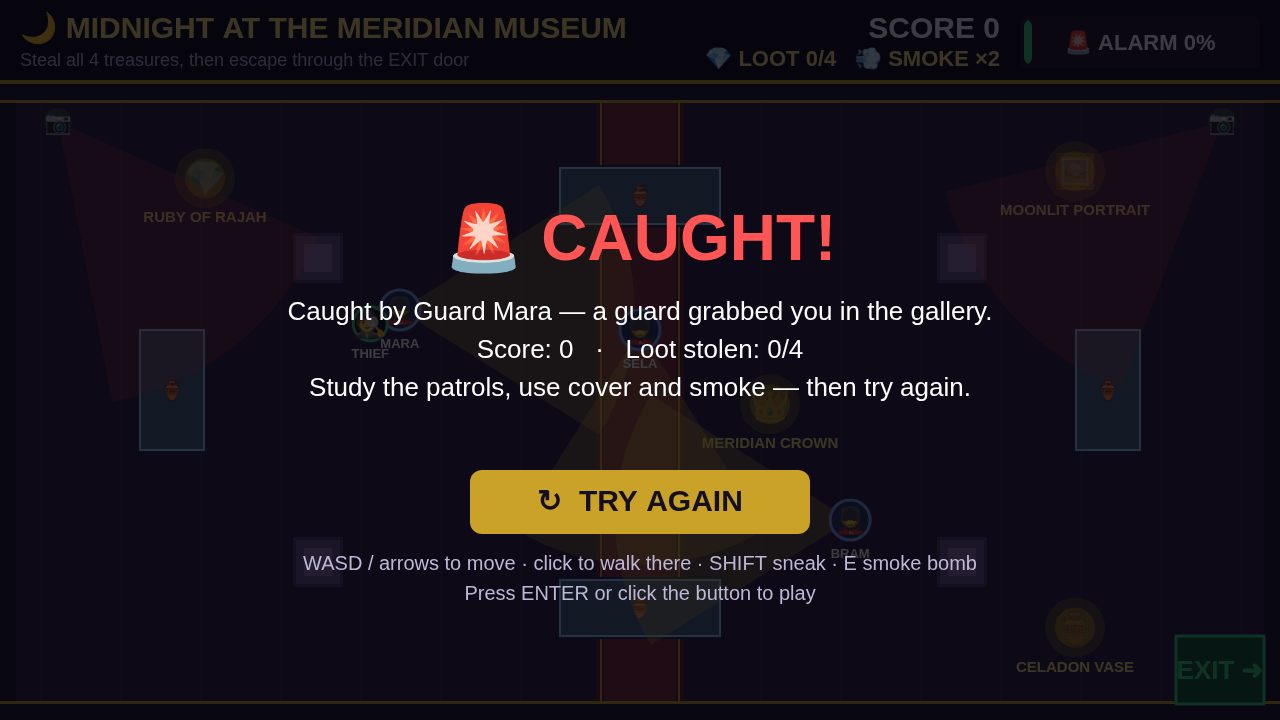 🌙 MIDNIGHT AT THE MERIDIAN MUSEUM
Steal all 4 treasures, then escape through the EXIT door
SCORE 0
💎 LOOT 0/4 💨 SMOKE ×2
🚨 ALARM 0%
RUBY OF RAJAH
MOONLIT PORTRAIT
🚨 CAUGHT!
Caught by Guard Mara — a guard grabbed you in the gallery.
MARA
THIEF
Score: 0 · Loot stolen: 0/4
SELA
Study the patrols, use cover and smoke — then try again.
MERIDIAN CROWN
↻ TRY AGAIN
BRAM
WASD / arrows to move · click to walk there · SHIFT sneak · E smoke bomb
Press ENTER or click the button to play
CELADON VASE
EXIT ➜